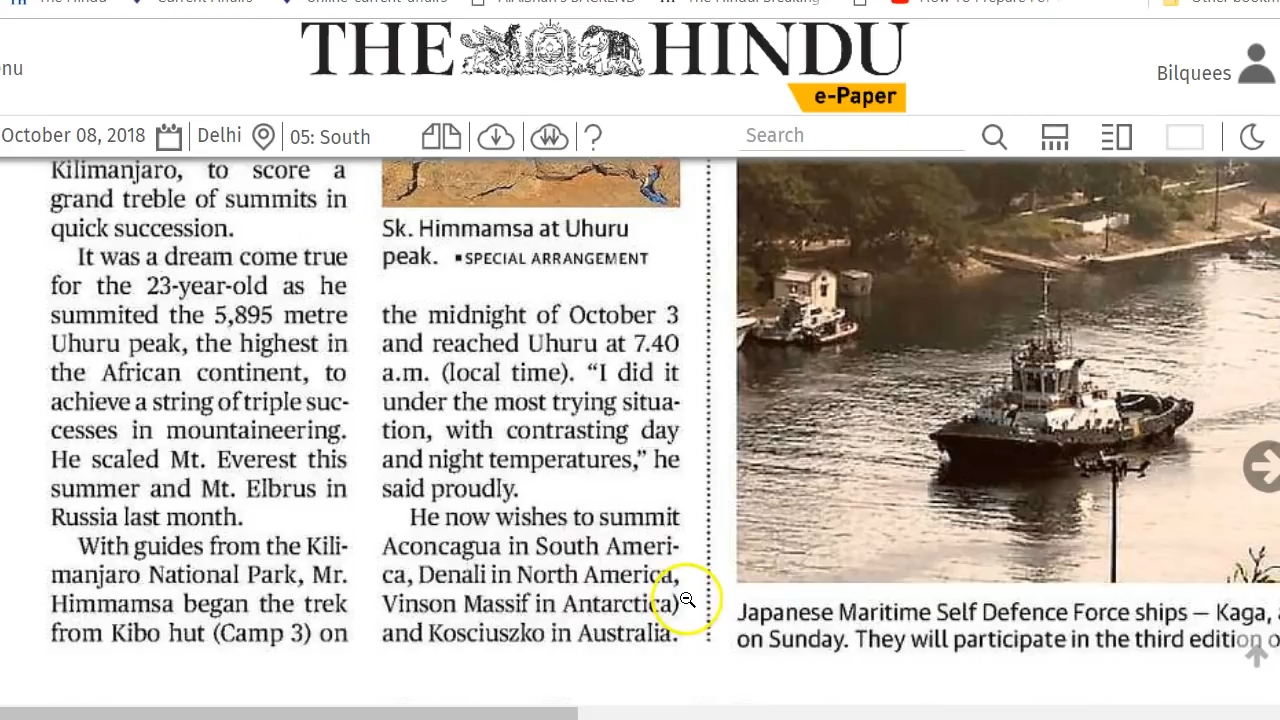 The Hindu
Current Affairs
Online current affairs
The Hindu Breaking
How To Prepare For
THE HINDU
e-Paper
enu
Bilquees
October 08, 2018
Delhi
05: South
?
Search
Kilimanjaro, to score a
grand treble of summits in
quick succession.
It was a dream come true
for the 23-year-old as he
summited the 5,895 metre
Uhuru peak, the highest in
the African continent, to
achieve a string of triple suc-
cesses in mountaineering.
He scaled Mt. Everest this
summer and Mt. Elbrus in
Russia last month.
With guides from the Kili-
manjaro National Park, Mr.
Himmamsa began the trek
from Kibo hut (Camp 3) on
Sk. Himmamsa at Uhuru
peak. ▪SPECIAL ARRANGEMENT
the midnight of October 3
and reached Uhuru at 7.40
a.m. (local time). “I did it
under the most trying situa-
tion, with contrasting day
and night temperatures,” he
said proudly.
He now wishes to summit
Aconcagua in South Ameri-
ca, Denali in North America,
Vinson Massif in Antarctica)
and Kosciuszko in Australia.
Japanese Maritime Self Defence Force ships — Kaga,
on Sunday. They will participate in the third edition o